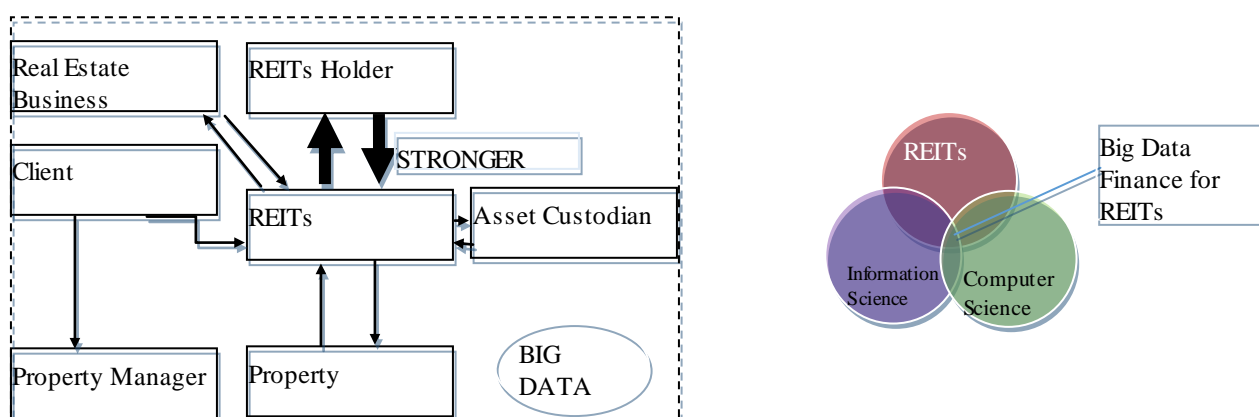 Real Estate
Business
REITs Holder
STRONGER
Client
REITs
Asset Custodian
Property Manager
Property
BIG
DATA
REITs
Information
Science
Computer
Science
Big Data
Finance for
REITs